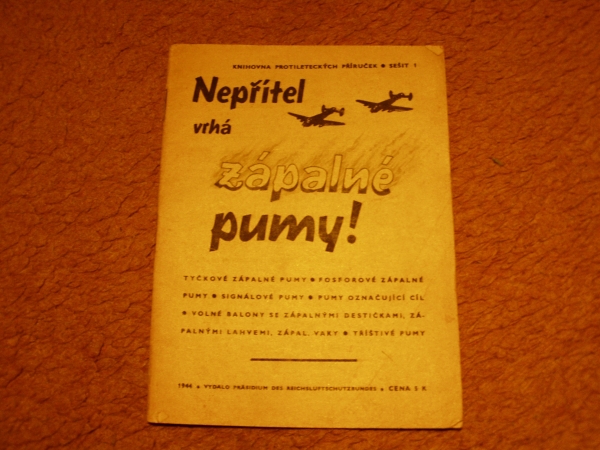 KNIHOVNA PROTILETECKÝCH PŘÍRUČEK • SEŠIT 1
Nepřítel
vrhá
zápalné
pumy!
TYČKOVÉ ZÁPALNÉ PUMY • FOSFOROVÉ ZÁPALNÉ
PUMY • SIGNÁLOVÉ PUMY • PUMY OZNAČUJÍCÍ CÍL
• VOLNÉ BALONY SE ZÁPALNÝMI DESTIČKAMI, ZÁ-
PALNÝMI LAHVEMI, ZÁPAL. VAKY • TŘÍŠTIVÉ PUMY
1944 • VYDALO PRÄSIDIUM DES REICHSLUFTSCHUTZBUNDES • CENA 5 K